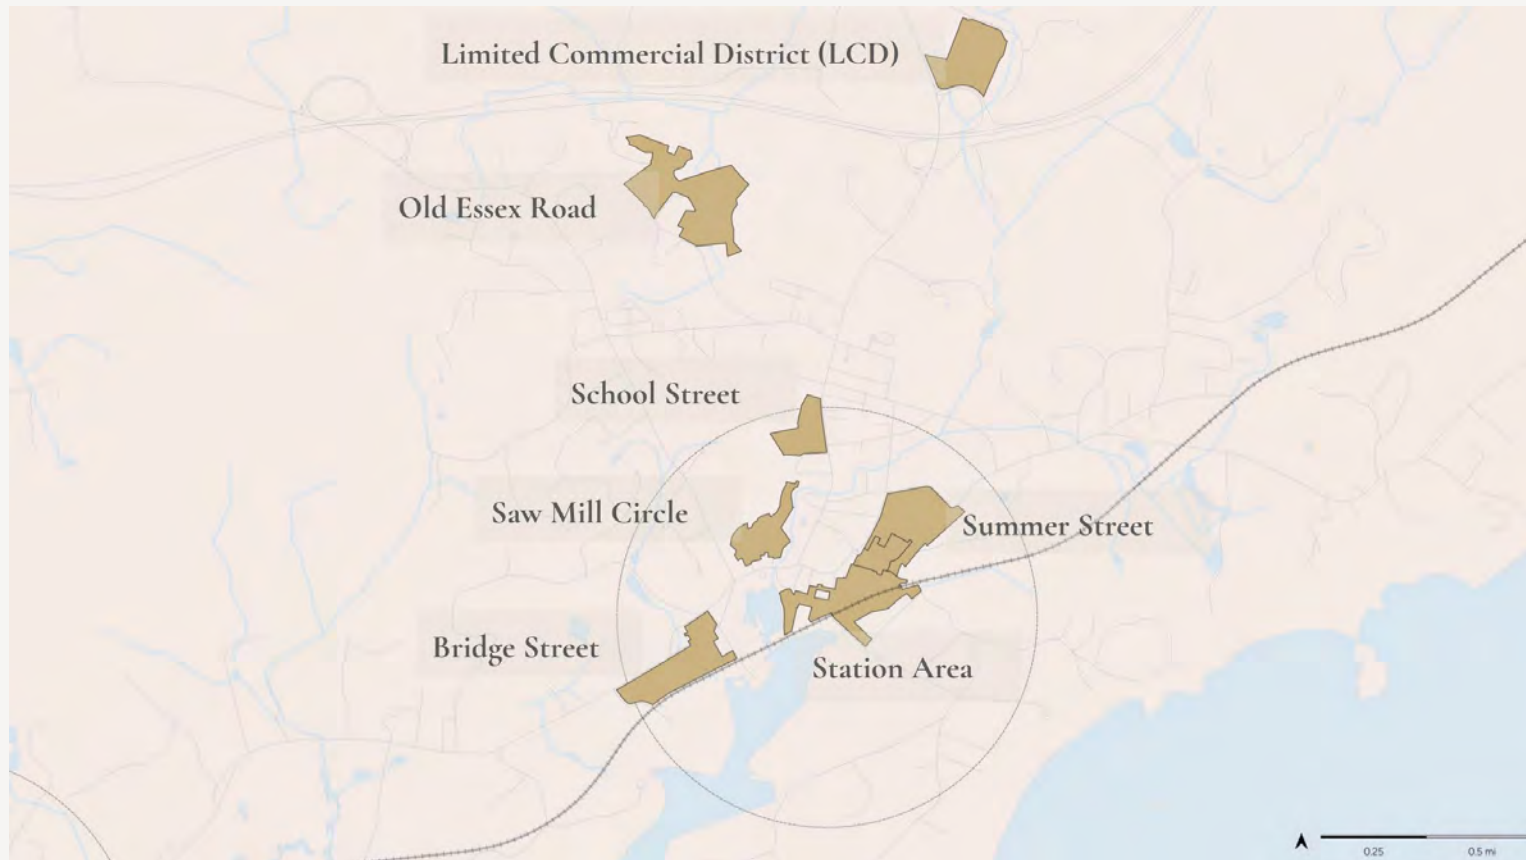 Limited Commercial District (LCD)
Old Essex Road
School Street
Saw Mill Circle
Summer Street
Bridge Street
Station Area
0.25
0.5 mi